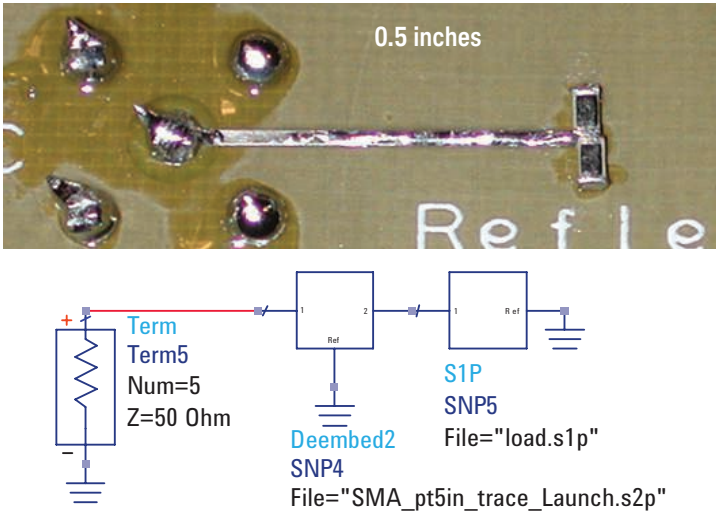 0.5 inches
Refle
+
Term
Term5
Num=5
Z=50 Ohm
-
1
2
Ref
Deembed2
SNP4
File="SMA_pt5in_trace_Launch.s2p"
1
Ref
S1P
SNP5
File="load.s1p"